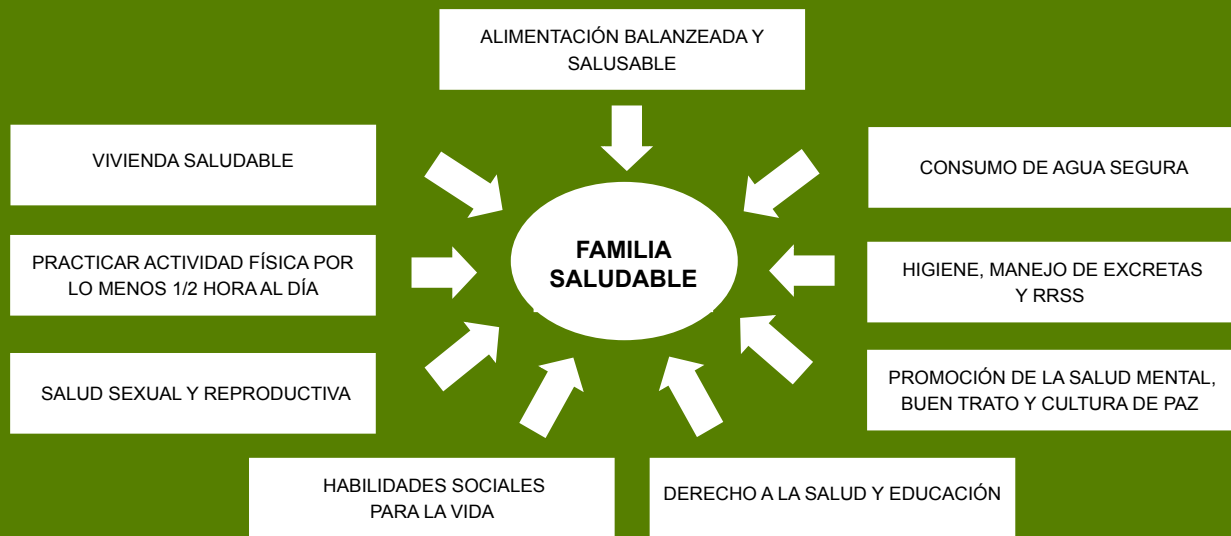 ALIMENTACIÓN BALANZEADA Y
SALUSABLE
VIVIENDA SALUDABLE
CONSUMO DE AGUA SEGURA
PRACTICAR ACTIVIDAD FÍSICA POR
LO MENOS 1/2 HORA AL DÍA
FAMILIA
SALUDABLE
HIGIENE, MANEJO DE EXCRETAS
Y RRSS
SALUD SEXUAL Y REPRODUCTIVA
PROMOCIÓN DE LA SALUD MENTAL,
BUEN TRATO Y CULTURA DE PAZ
HABILIDADES SOCIALES
PARA LA VIDA
DERECHO A LA SALUD Y EDUCACIÓN